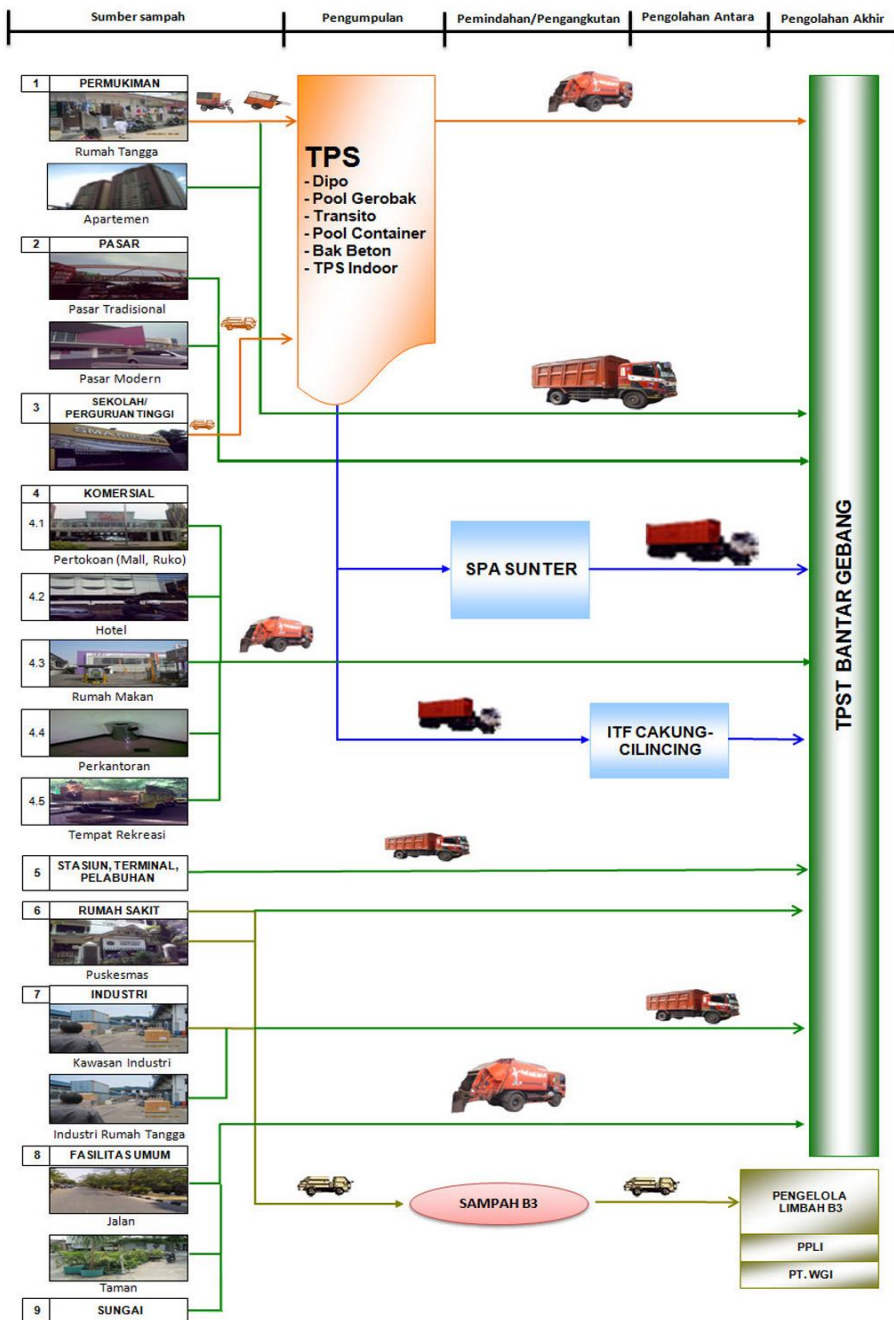 Sumber sampah
Pengumpulan
Pemindahan/Pengangkutan
Pengolahan Antara
Pengolahan Akhir
1
PERMUKIMAN
Rumah Tangga
Apartemen
2
PASAR
Pasar Tradisional
Pasar Modern
3
SEKOLAH/
PERGURUAN TINGGI
4
KOMERSIAL
4.1
Pertokoan (Mall, Ruko)
4.2
Hotel
4.3
Rumah Makan
4.4
Perkantoran
4.5
Tempat Rekreasi
5
STASIUN, TERMINAL,
PELABUHAN
6
RUMAH SAKIT
Puskesmas
7
INDUSTRI
Kawasan Industri
Industri Rumah Tangga
8
FASILITAS UMUM
Jalan
Taman
9
SUNGAI
TPS
- Dipo
- Pool Gerobak
- Transito
- Pool Container
- Bak Beton
- TPS Indoor
SPA SUNTER
ITF CAKUNG-
CILINCING
SAMPAH B3
TPST BANTAR GEBANG
PENGELOLA
LIMBAH B3
PPLI
PT. WGI